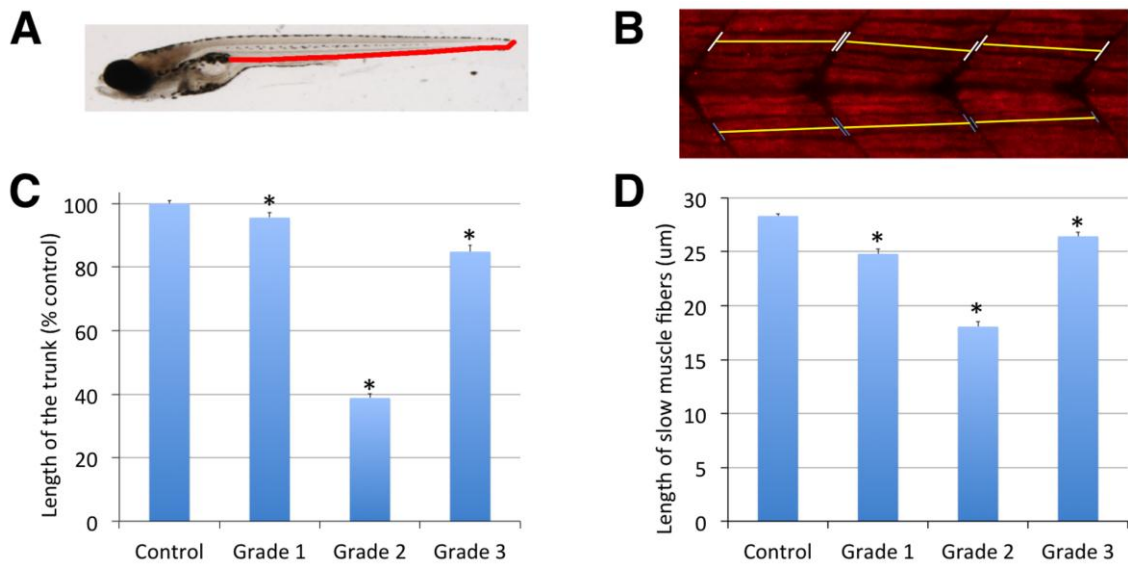 A
B
C
Length of the trunk (% control)
100
80
60
40
20
0
*
*
*
Control Grade 1 Grade 2 Grade 3
D
Length of slow muscle fibers (um)
30
25
20
15
10
5
0
*
*
*
Control Grade 1 Grade 2 Grade 3